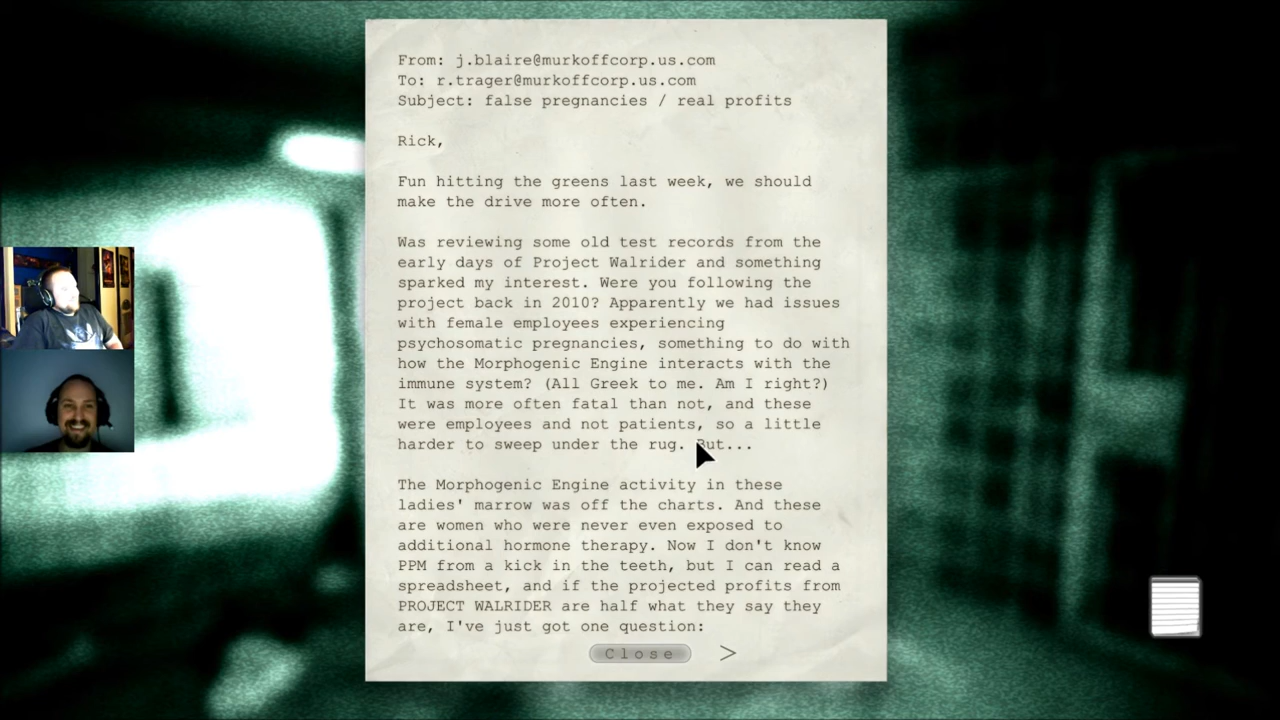 From: j.blaire@murkoffcorp.us.com
To: r.trager@murkoffcorp.us.com
Subject: false pregnancies / real profits
Rick,
Fun hitting the greens last week, we should
make the drive more often.
Was reviewing some old test records from the
early days of Project Walrider and something
sparked my interest. Were you following the
project back in 2010? Apparently we had issues
with female employees experiencing
psychosomatic pregnancies, something to do with
how the Morphogenic Engine interacts with the
immune system? (All Greek to me. Am I right?)
It was more often fatal than not, and these
were employees and not patients, so a little
harder to sweep under the rug. But...
The Morphogenic Engine activity in these
ladies' marrow was off the charts. And these
are women who were never even exposed to
additional hormone therapy. Now I don't know
PPM from a kick in the teeth, but I can read a
spreadsheet, and if the projected profits from
PROJECT WALRIDER are half what they say they
are, I've just got one question:
Close >